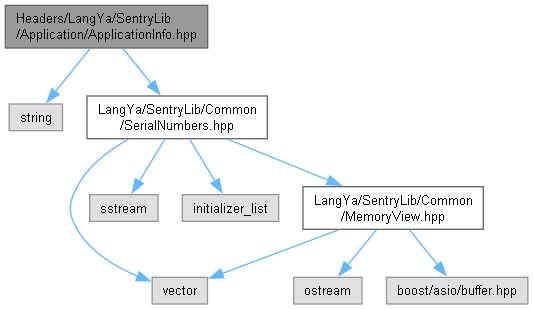 Headers/LangYa/SentryLib
/Application/ApplicationInfo.hpp
string
LangYa/SentryLib/Common
/SerialNumbers.hpp
sstream
initializer_list
LangYa/SentryLib/Common
/MemoryView.hpp
vector
ostream
boost/asio/buffer.hpp